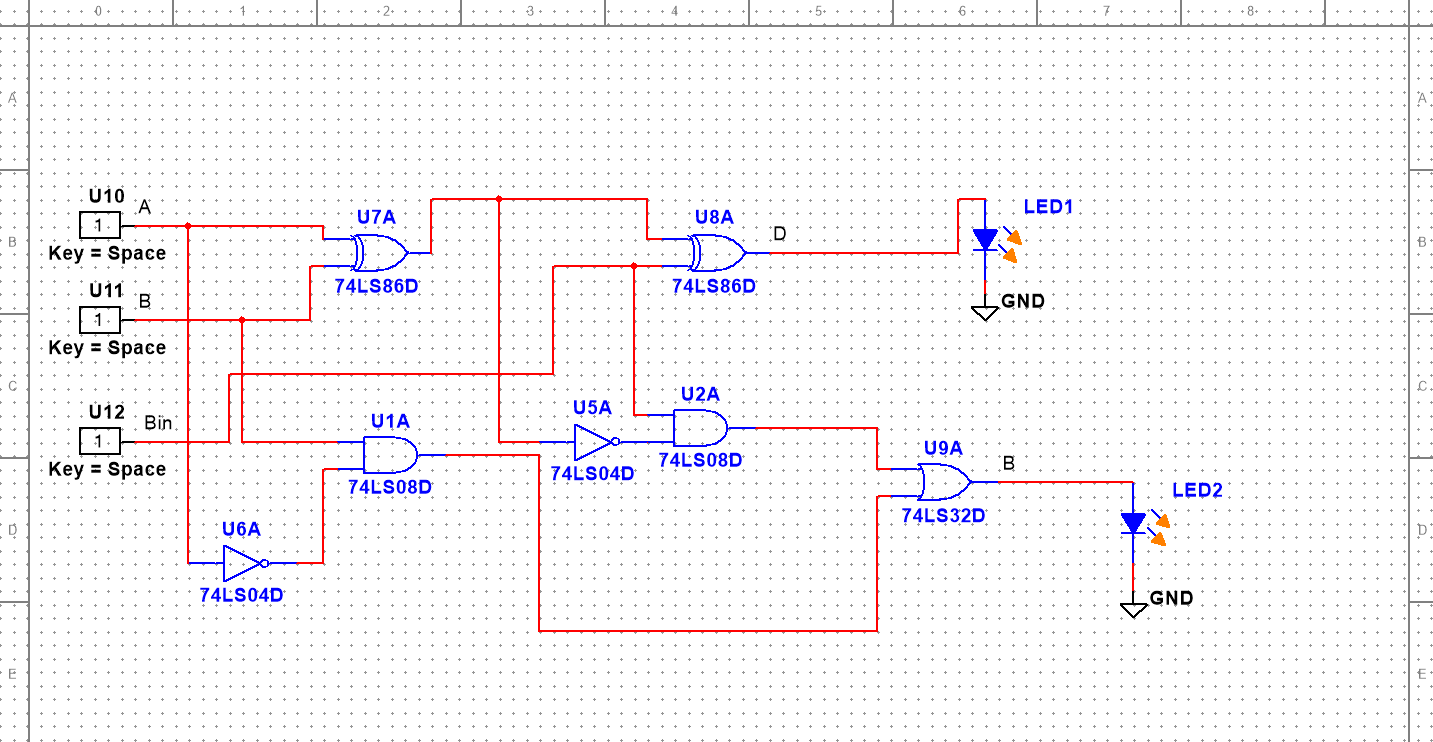 0 1 2 3 4 5 6 7 8
A A
U10
A
1
Key = Space
U7A
74LS86D
U8A
74LS86D
D
LED1
GND
B B
U11
B
1
Key = Space
C C
U12
Bin
1
Key = Space
U1A
74LS08D
U5A
74LS04D
U2A
74LS08D
U9A
74LS32D
B
LED2
GND
D D
U6A
74LS04D
E E